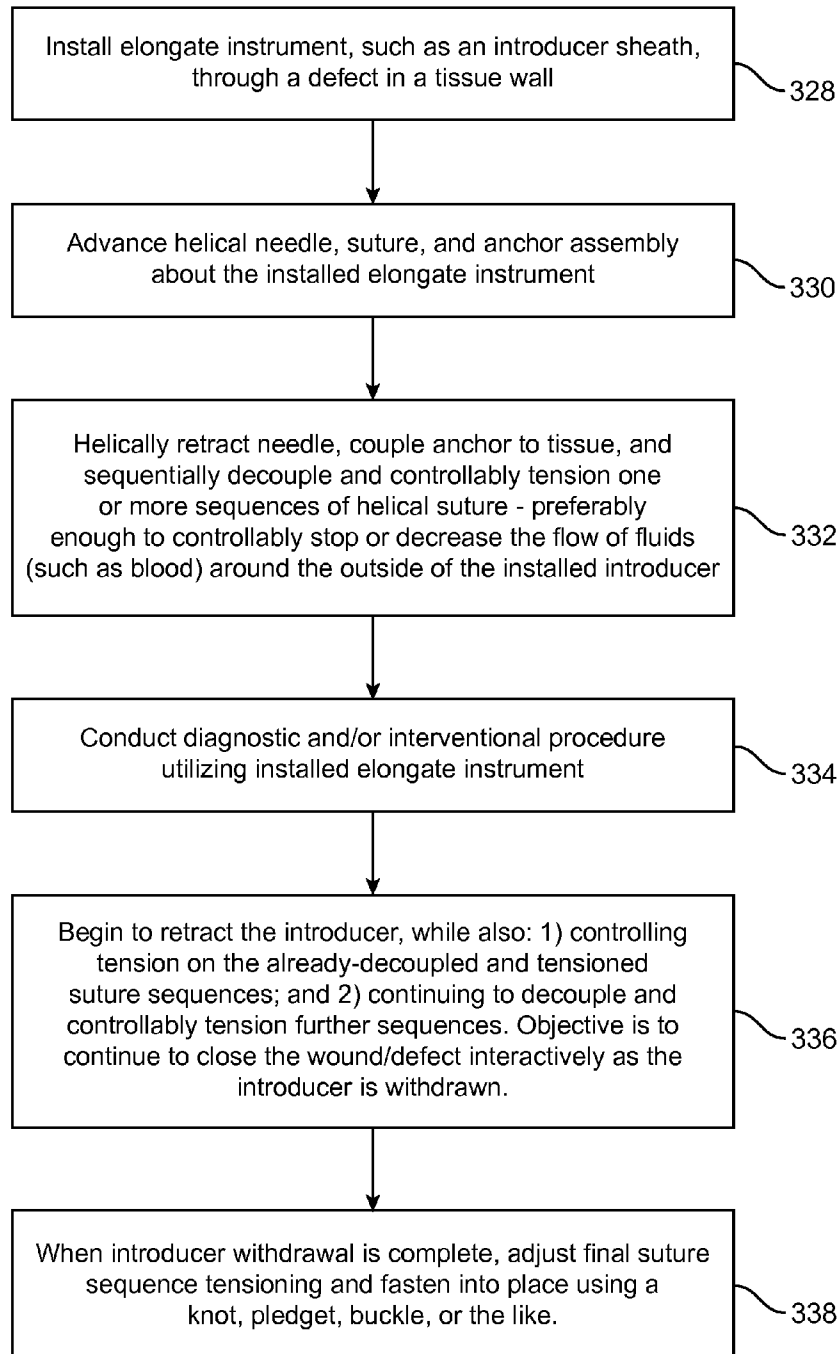 Install elongate instrument, such as an introducer sheath,
through a defect in a tissue wall
328
Advance helical needle, suture, and anchor assembly
about the installed elongate instrument
330
Helically retract needle, couple anchor to tissue, and
sequentially decouple and controllably tension one
or more sequences of helical suture - preferably
enough to controllably stop or decrease the flow of fluids
(such as blood) around the outside of the installed introducer
332
Conduct diagnostic and/or interventional procedure
utilizing installed elongate instrument
334
Begin to retract the introducer, while also: 1) controlling
tension on the already-decoupled and tensioned
suture sequences; and 2) continuing to decouple and
controllably tension further sequences. Objective is to
continue to close the wound/defect interactively as the
introducer is withdrawn.
336
When introducer withdrawal is complete, adjust final suture
sequence tensioning and fasten into place using a
knot, pledget, buckle, or the like.
338